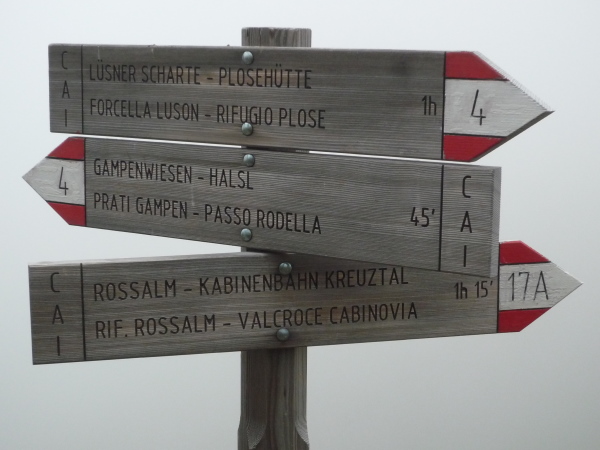 CAI
LÜSNER SCHARTE – PLOSEHÜTTE
FORCELLA LUSON – RIFUGIO PLOSE
1h
4
4
GAMPENWIESEN – HALSL
PRATI GAMPEN – PASSO RODELLA
45'
CAI
CAI
ROSSALM – KABINENBAHN KREUZTAL
RIF. ROSSALM – VALCROCE CABINOVIA
1h 15'
17A